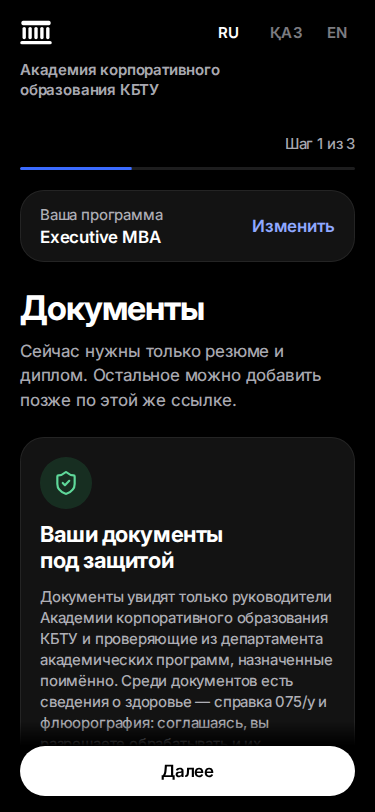 RU ҚАЗ EN
Академия корпоративного
образования КБТУ
Шаг 1 из 3
Ваша программа
Executive MBA
Изменить
Документы
Сейчас нужны только резюме и
диплом. Остальное можно добавить
позже по этой же ссылке.
Ваши документы
под защитой
Документы увидят только руководители
Академии корпоративного образования
КБТУ и проверяющие из департамента
академических программ, назначенные
поимённо. Среди документов есть
сведения о здоровье — справка 075/у и
флюорография: соглашаясь, вы
Далее